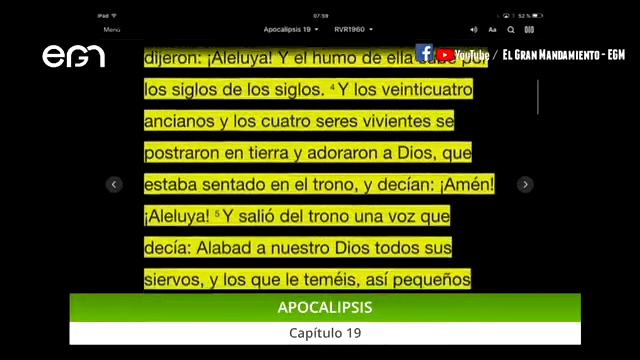 iPad
07:59
52 %
Menú
Apocalipsis 19
RVR1960
Aa
EGM
YouTube / El Gran Mandamiento - EGM
dijeron: ¡Aleluya! Y el humo de ella sube por
los siglos de los siglos. 4 Y los veinticuatro
ancianos y los cuatro seres vivientes se
postraron en tierra y adoraron a Dios, que
estaba sentado en el trono, y decían: ¡Amén!
¡Aleluya! 5 Y salió del trono una voz que
decía: Alabad a nuestro Dios todos sus
siervos, y los que le teméis, así pequeños
APOCALIPSIS
Capítulo 19